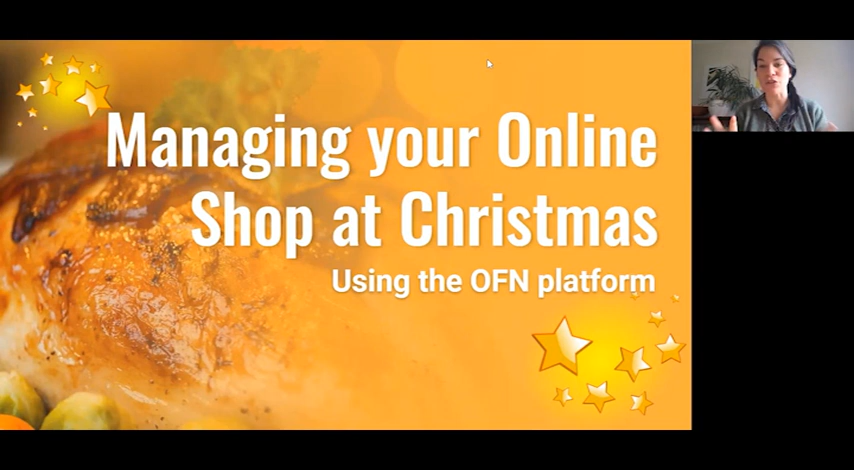 Managing your Online
Shop at Christmas
Using the OFN platform